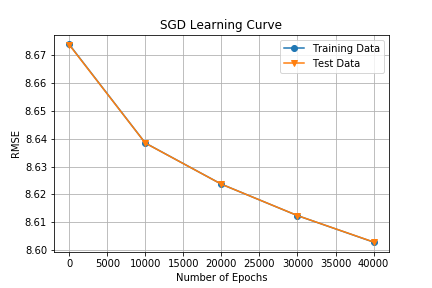 SGD Learning Curve
Training Data
Test Data
RMSE
8.67
8.66
8.65
8.64
8.63
8.62
8.61
8.60
0 5000 10000 15000 20000 25000 30000 35000 40000
Number of Epochs